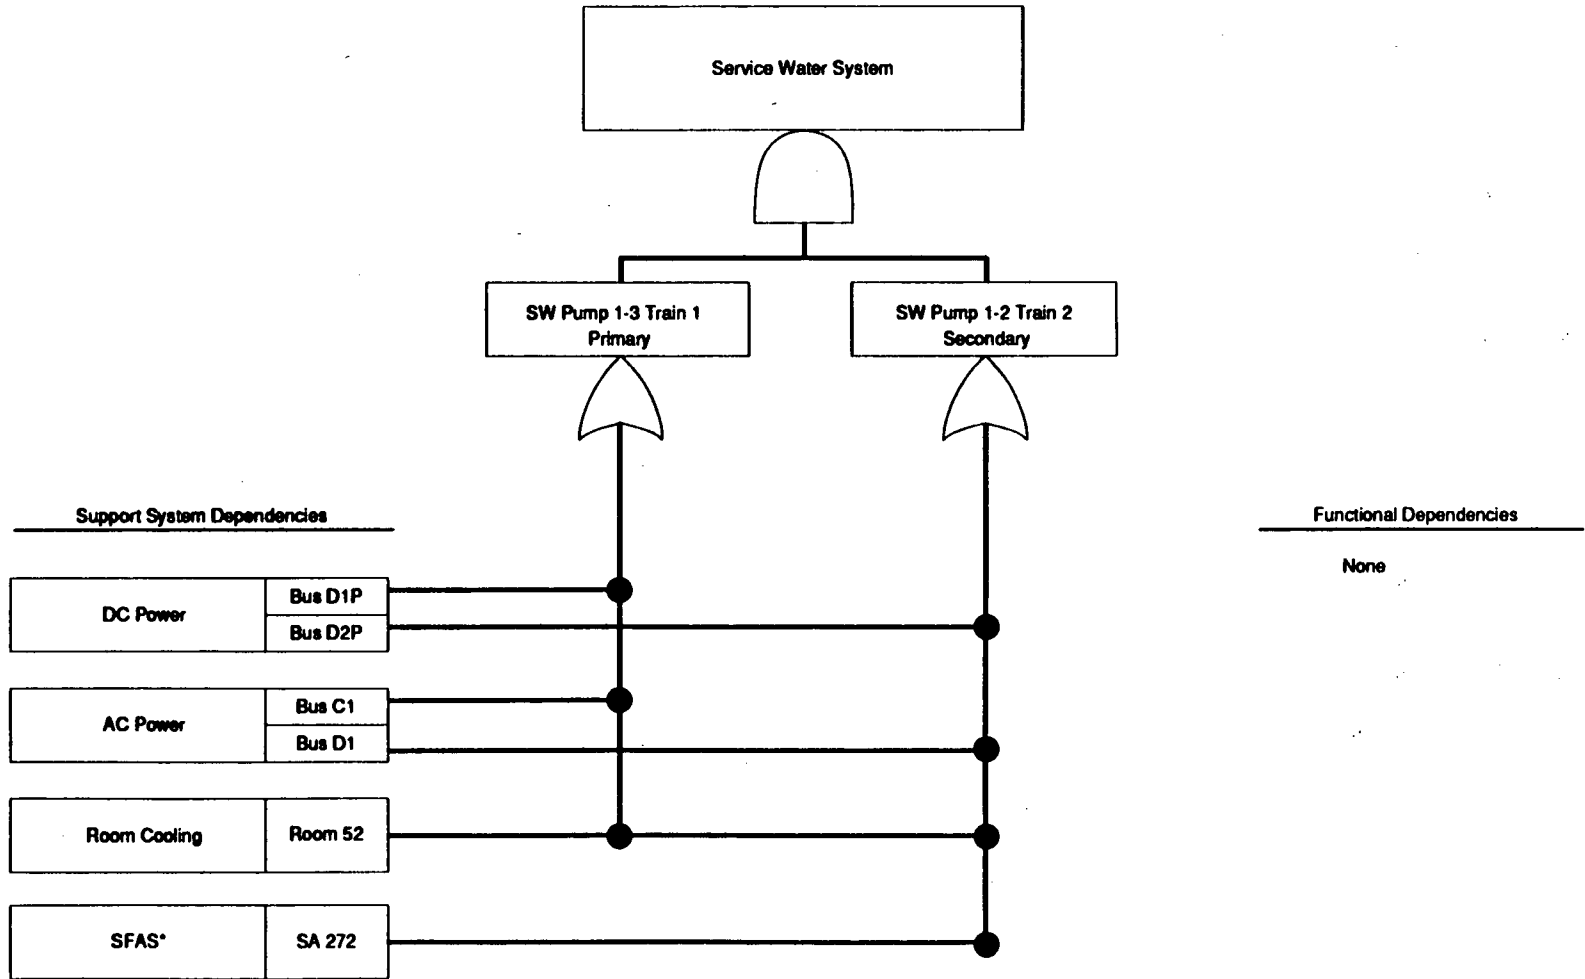 Service Water System
SW Pump 1-3 Train 1
Primary
SW Pump 1-2 Train 2
Secondary
Support System Dependencies
Functional Dependencies
None
DC Power
Bus D1P
Bus D2P
AC Power
Bus C1
Bus D1
Room Cooling
Room 52
SFAS*
SA 272